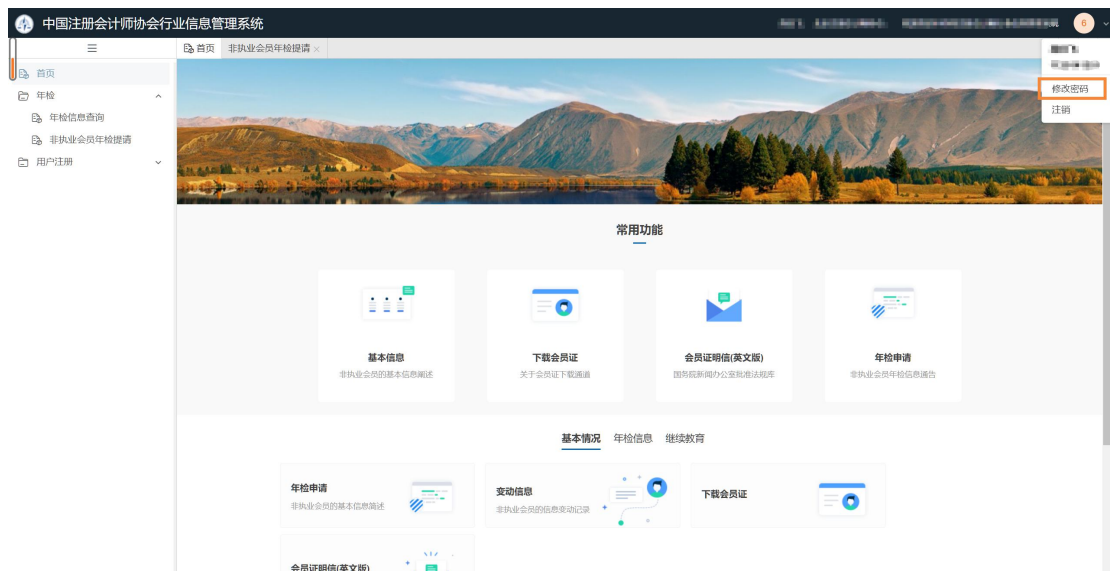 中国注册会计师协会行业信息管理系统
6
首页
非执业会员年检提请 ×
修改密码
注销
首页
年检
年检信息查询
非执业会员年检提请
用户注册
常用功能
基本信息
非执业会员的基本信息阐述
下载会员证
关于会员证下载通道
会员证明信(英文版)
国务院新闻办公室批准法规库
年检申请
非执业会员年检信息通告
基本情况 年检信息 继续教育
年检申请
非执业会员的基本信息简述
变动信息
非执业会员的信息变动记录
下载会员证
会员证明信(英文版)